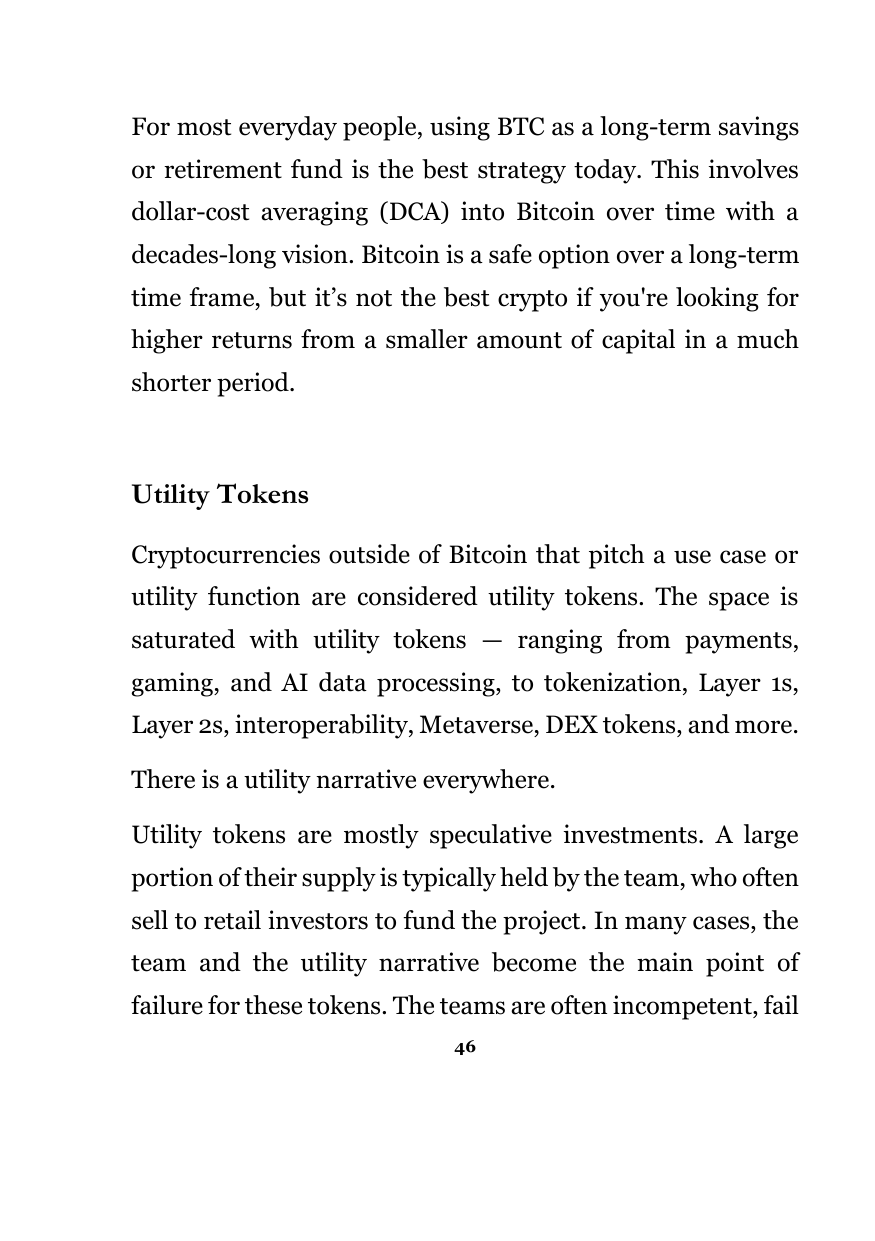 For most everyday people, using BTC as a long-term savings
or retirement fund is the best strategy today. This involves
dollar-cost averaging (DCA) into Bitcoin over time with a
decades-long vision. Bitcoin is a safe option over a long-term
time frame, but it’s not the best crypto if you're looking for
higher returns from a smaller amount of capital in a much
shorter period.
Utility Tokens
Cryptocurrencies outside of Bitcoin that pitch a use case or
utility function are considered utility tokens. The space is
saturated with utility tokens — ranging from payments,
gaming, and AI data processing, to tokenization, Layer 1s,
Layer 2s, interoperability, Metaverse, DEX tokens, and more.
There is a utility narrative everywhere.
Utility tokens are mostly speculative investments. A large
portion of their supply is typically held by the team, who often
sell to retail investors to fund the project. In many cases, the
team and the utility narrative become the main point of
failure for these tokens. The teams are often incompetent, fail
46